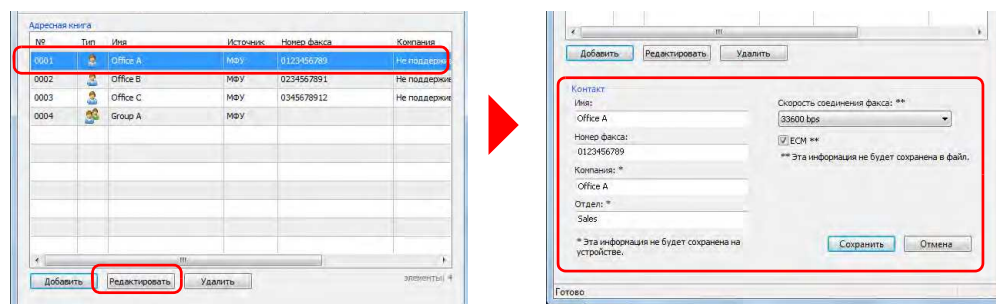 Адресная книга
№ Тип Имя Источник Номер факса Компания
0001 Office A МФУ 0123456789 Не поддержив
0002 Office B МФУ 0234567891 Не поддержив
0003 Office C МФУ 0345678912 Не поддержив
0004 Group A МФУ
Добавить Редактировать Удалить элементы: 4
Добавить Редактировать Удалить
Контакт
Имя:
Office A
Номер факса:
0123456789
Компания: *
Office A
Отдел: *
Sales
* Эта информация не будет сохранена на
устройстве.
Скорость соединения факса: **
33600 bps
ECM **
** Эта информация не будет сохранена в файл.
Сохранить Отмена
Готово